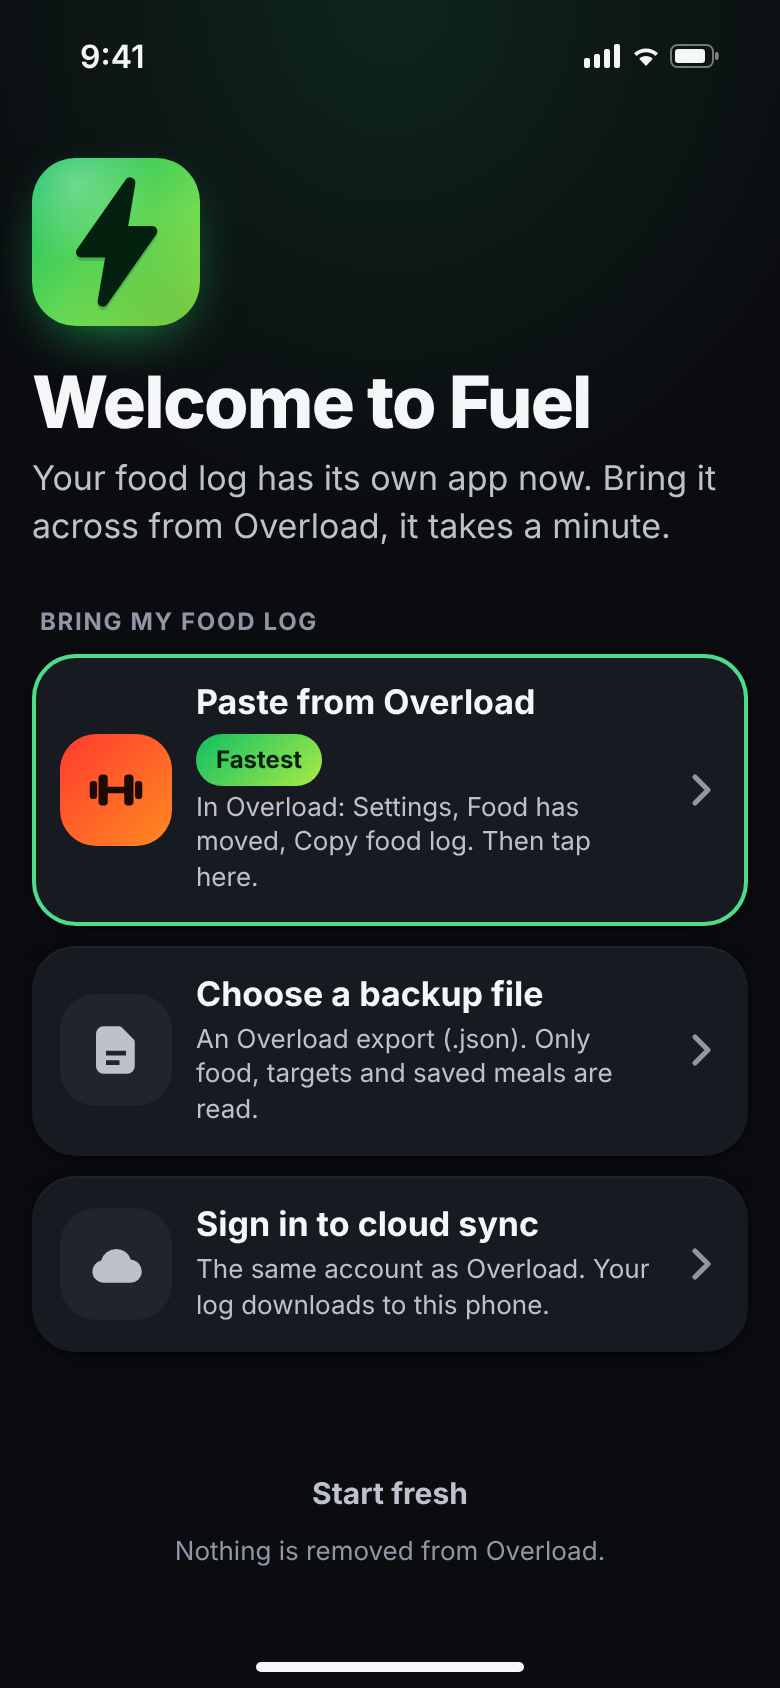 9:41
Welcome to Fuel
Your food log has its own app now. Bring it
across from Overload, it takes a minute.
BRING MY FOOD LOG
Paste from Overload
Fastest
In Overload: Settings, Food has
moved, Copy food log. Then tap
here.
Choose a backup file
An Overload export (.json). Only
food, targets and saved meals are
read.
Sign in to cloud sync
The same account as Overload. Your
log downloads to this phone.
Start fresh
Nothing is removed from Overload.